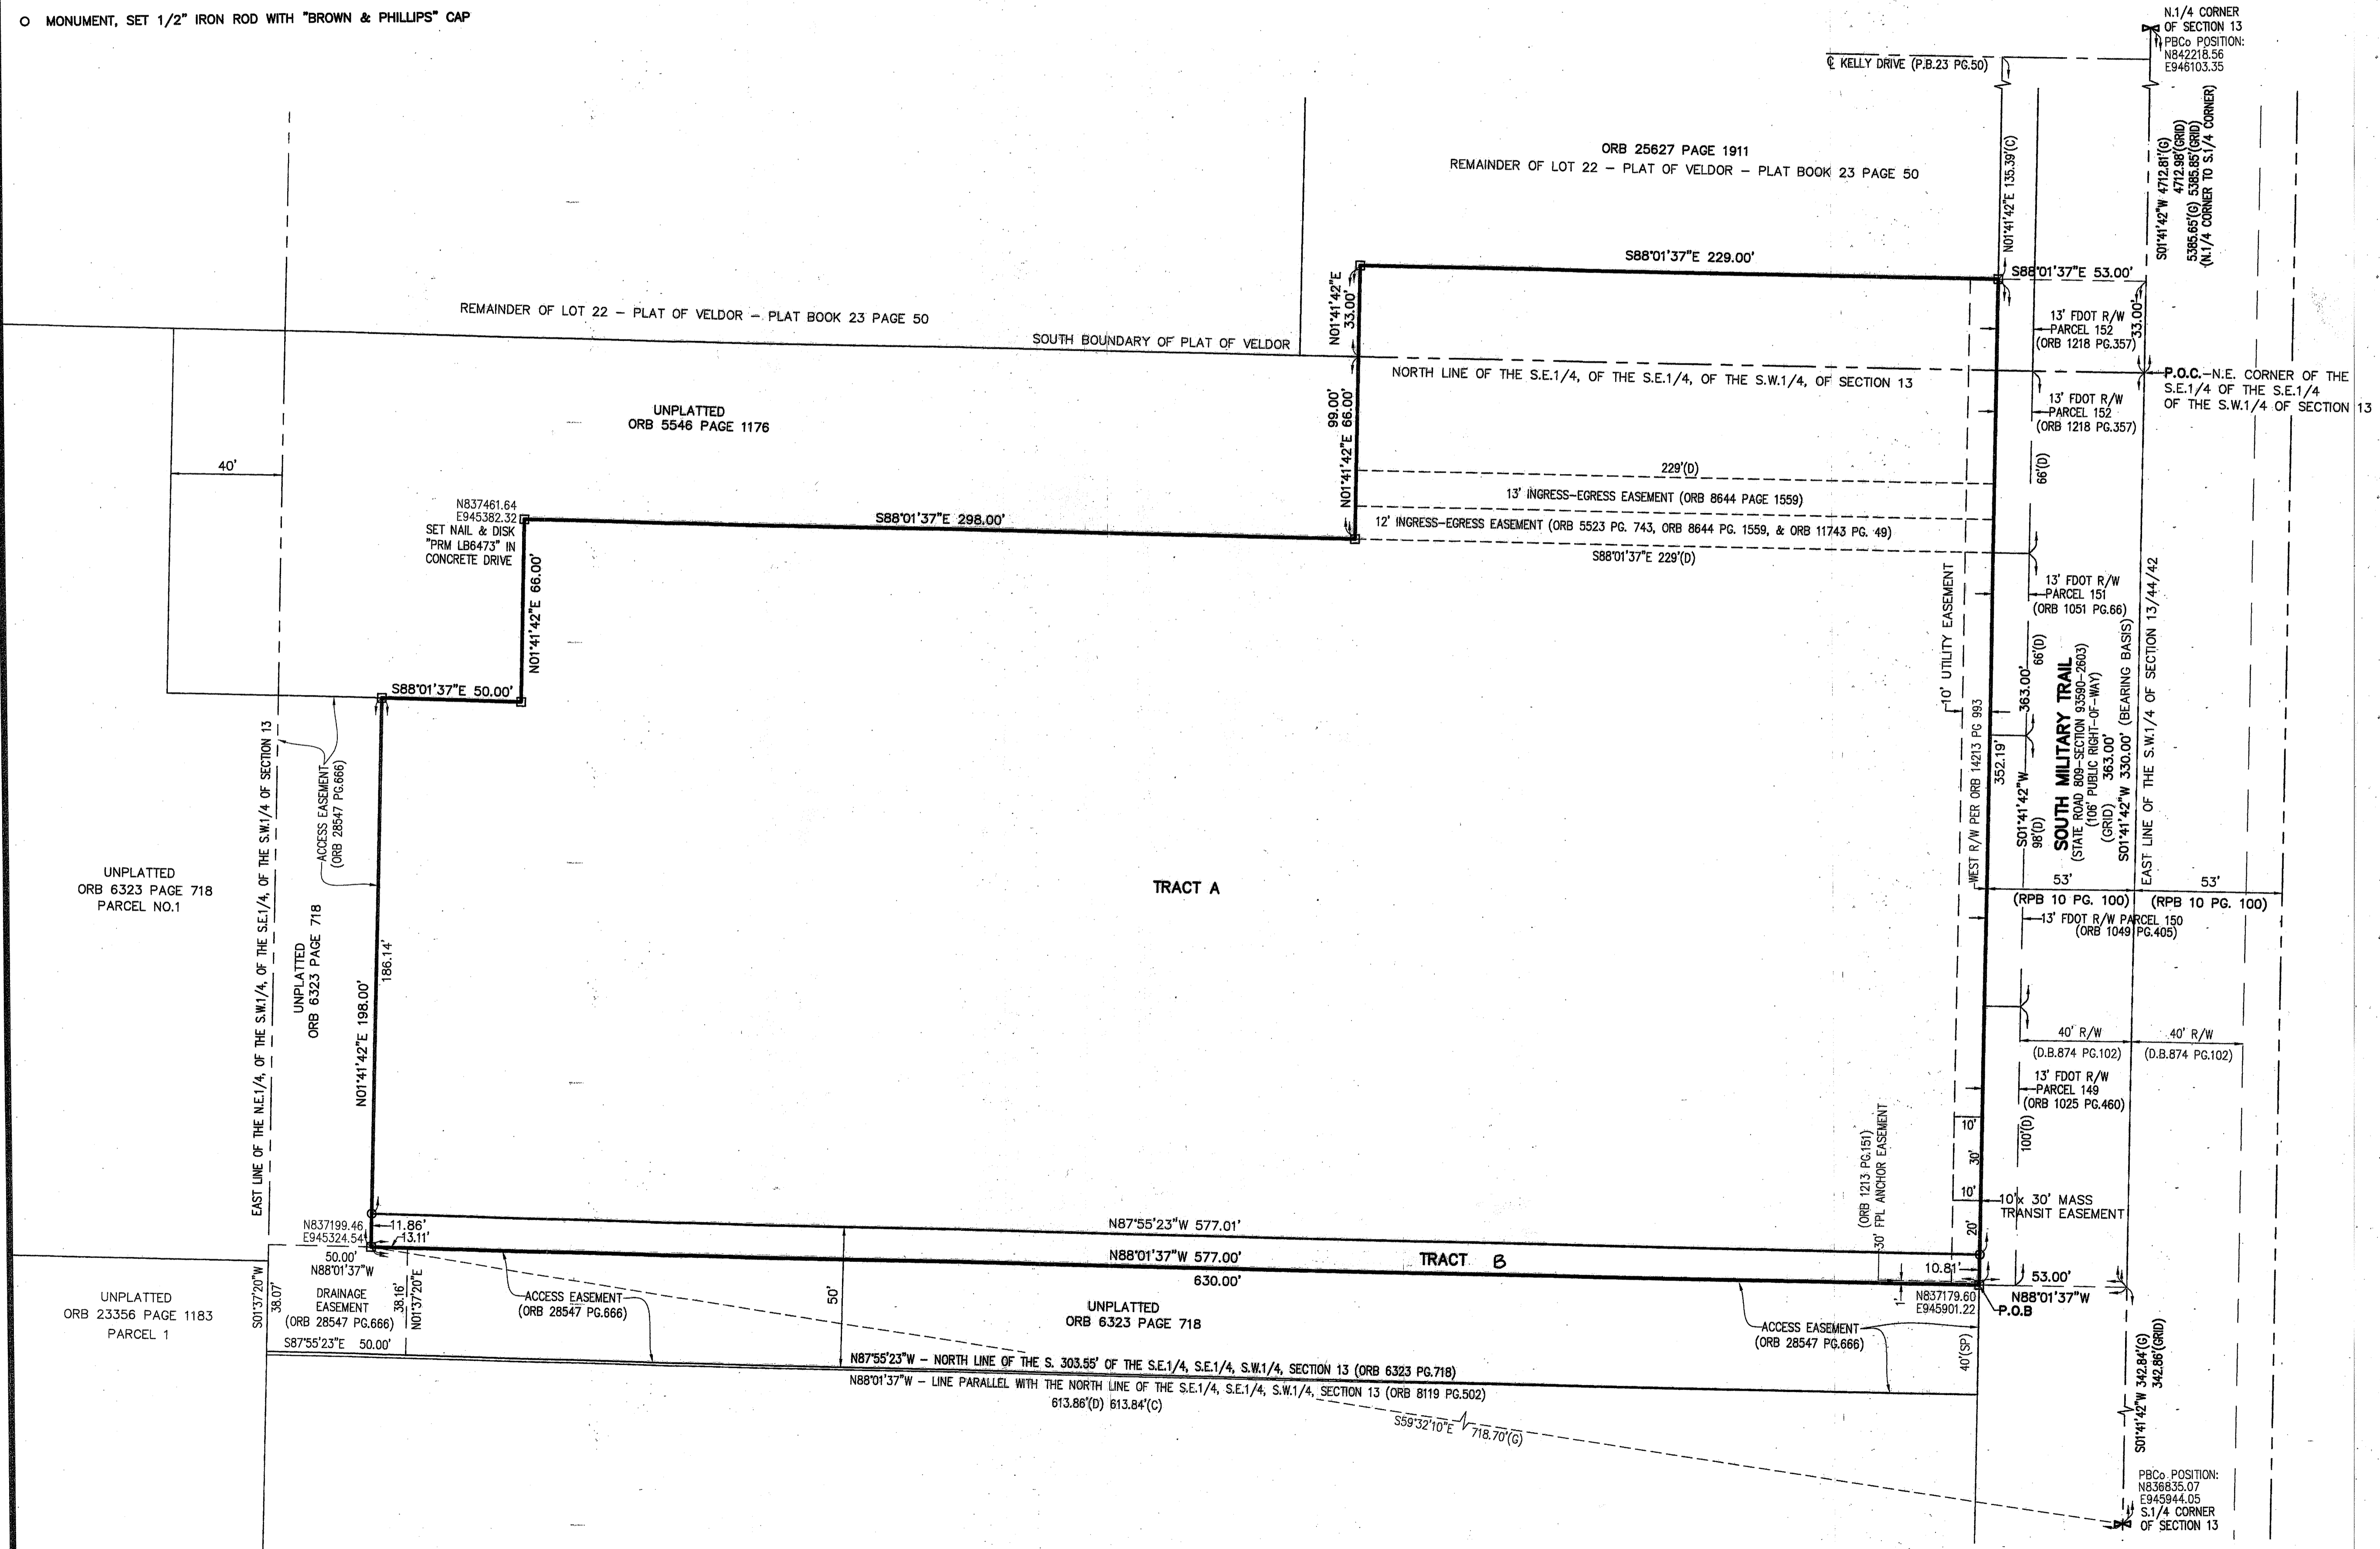 O MONUMENT, SET 1/2" IRON ROD WITH "BROWN & PHILLIPS" CAP
N.1/4 CORNER
OF SECTION 13
PBCo POSITION:
N842218.56
E946103.35
℄ KELLY DRIVE (P.B.23 PG.50)
S01°41'42"W 4712.81'(G)
4712.98'(GRID)
5385.65'(G) 5385.85'(GRID)
(N.1/4 CORNER TO S.1/4 CORNER)
N01°41'42"E 135.39'(C)
ORB 25627 PAGE 1911
REMAINDER OF LOT 22 – PLAT OF VELDOR – PLAT BOOK 23 PAGE 50
S88°01'37"E 229.00'
S88°01'37"E 53.00'
N01°41'42"E
33.00'
33.00'
13' FDOT R/W
PARCEL 152
(ORB 1218 PG.357)
REMAINDER OF LOT 22 – PLAT OF VELDOR – PLAT BOOK 23 PAGE 50
SOUTH BOUNDARY OF PLAT OF VELDOR
NORTH LINE OF THE S.E.1/4, OF THE S.E.1/4, OF THE S.W.1/4, OF SECTION 13
P.O.C.–N.E. CORNER OF THE
S.E.1/4 OF THE S.E.1/4
OF THE S.W.1/4 OF SECTION 13
13' FDOT R/W
PARCEL 152
(ORB 1218 PG.357)
UNPLATTED
ORB 5546 PAGE 1176
99.00'
N01°41'42"E 66.00'
40'
229'(D)
66'(D)
13' INGRESS–EGRESS EASEMENT (ORB 8644 PAGE 1559)
12' INGRESS–EGRESS EASEMENT (ORB 5523 PG. 743, ORB 8644 PG. 1559, & ORB 11743 PG. 49)
S88°01'37"E 229'(D)
N837461.64
E945382.32
SET NAIL & DISK
"PRM LB6473" IN
CONCRETE DRIVE
S88°01'37"E 298.00'
N01°41'42"E 66.00'
S88°01'37"E 50.00'
10' UTILITY EASEMENT
13' FDOT R/W
PARCEL 151
(ORB 1051 PG.66)
66'(D)
363.00'
S01°41'42"W
98'(D)
352.19'
WEST R/W PER ORB 14213 PG 993
SOUTH MILITARY TRAIL
(STATE ROAD 809–SECTION 93590–2603)
(106' PUBLIC RIGHT–OF–WAY)
(GRID) 363.00'
S01°41'42"W 330.00' (BEARING BASIS)
EAST LINE OF THE S.W.1/4 OF SECTION 13/44/42
EAST LINE OF THE N.E.1/4, OF THE S.W.1/4, OF THE S.E.1/4, OF THE S.W.1/4 OF SECTION 13
ACCESS EASEMENT
(ORB 28547 PG.666)
UNPLATTED
ORB 6323 PAGE 718
PARCEL NO.1
UNPLATTED
ORB 6323 PAGE 718
N01°41'42"E 198.00'
186.14'
TRACT A
53'
53'
(RPB 10 PG. 100)
(RPB 10 PG. 100)
13' FDOT R/W PARCEL 150
(ORB 1049 PG.405)
40' R/W
40' R/W
(D.B.874 PG.102)
(D.B.874 PG.102)
13' FDOT R/W
PARCEL 149
(ORB 1025 PG.460)
100'(D)
10'
30'
10'
20'
10'x 30' MASS
TRANSIT EASEMENT
(ORB 1213 PG.151)
30' FPL ANCHOR EASEMENT
1'
N837199.46
E945324.54
11.86'
13.11'
N87°55'23"W 577.01'
N88°01'37"W 577.00'
630.00'
TRACT B
10.81'
53.00'
N88°01'37"W
P.O.B
N837179.60
E945901.22
50.00'
N88°01'37"W
S01°37'20"W
38.07'
DRAINAGE
EASEMENT
(ORB 28547 PG.666)
38.16'
N01°37'20"E
S87°55'23"E 50.00'
UNPLATTED
ORB 23356 PAGE 1183
PARCEL 1
ACCESS EASEMENT
(ORB 28547 PG.666)
50'
UNPLATTED
ORB 6323 PAGE 718
ACCESS EASEMENT
(ORB 28547 PG.666)
40'(SP)
N87°55'23"W – NORTH LINE OF THE S. 303.55' OF THE S.E.1/4, S.E.1/4, S.W.1/4, SECTION 13 (ORB 6323 PG.718)
N88°01'37"W – LINE PARALLEL WITH THE NORTH LINE OF THE S.E.1/4, S.E.1/4, S.W.1/4, SECTION 13 (ORB 8119 PG.502)
613.86'(D) 613.84'(C)
S59°32'10"E 718.70'(G)
S01°41'42"W 342.84'(G)
342.86'(GRID)
PBCo POSITION:
N836835.07
E945944.05
S.1/4 CORNER
OF SECTION 13